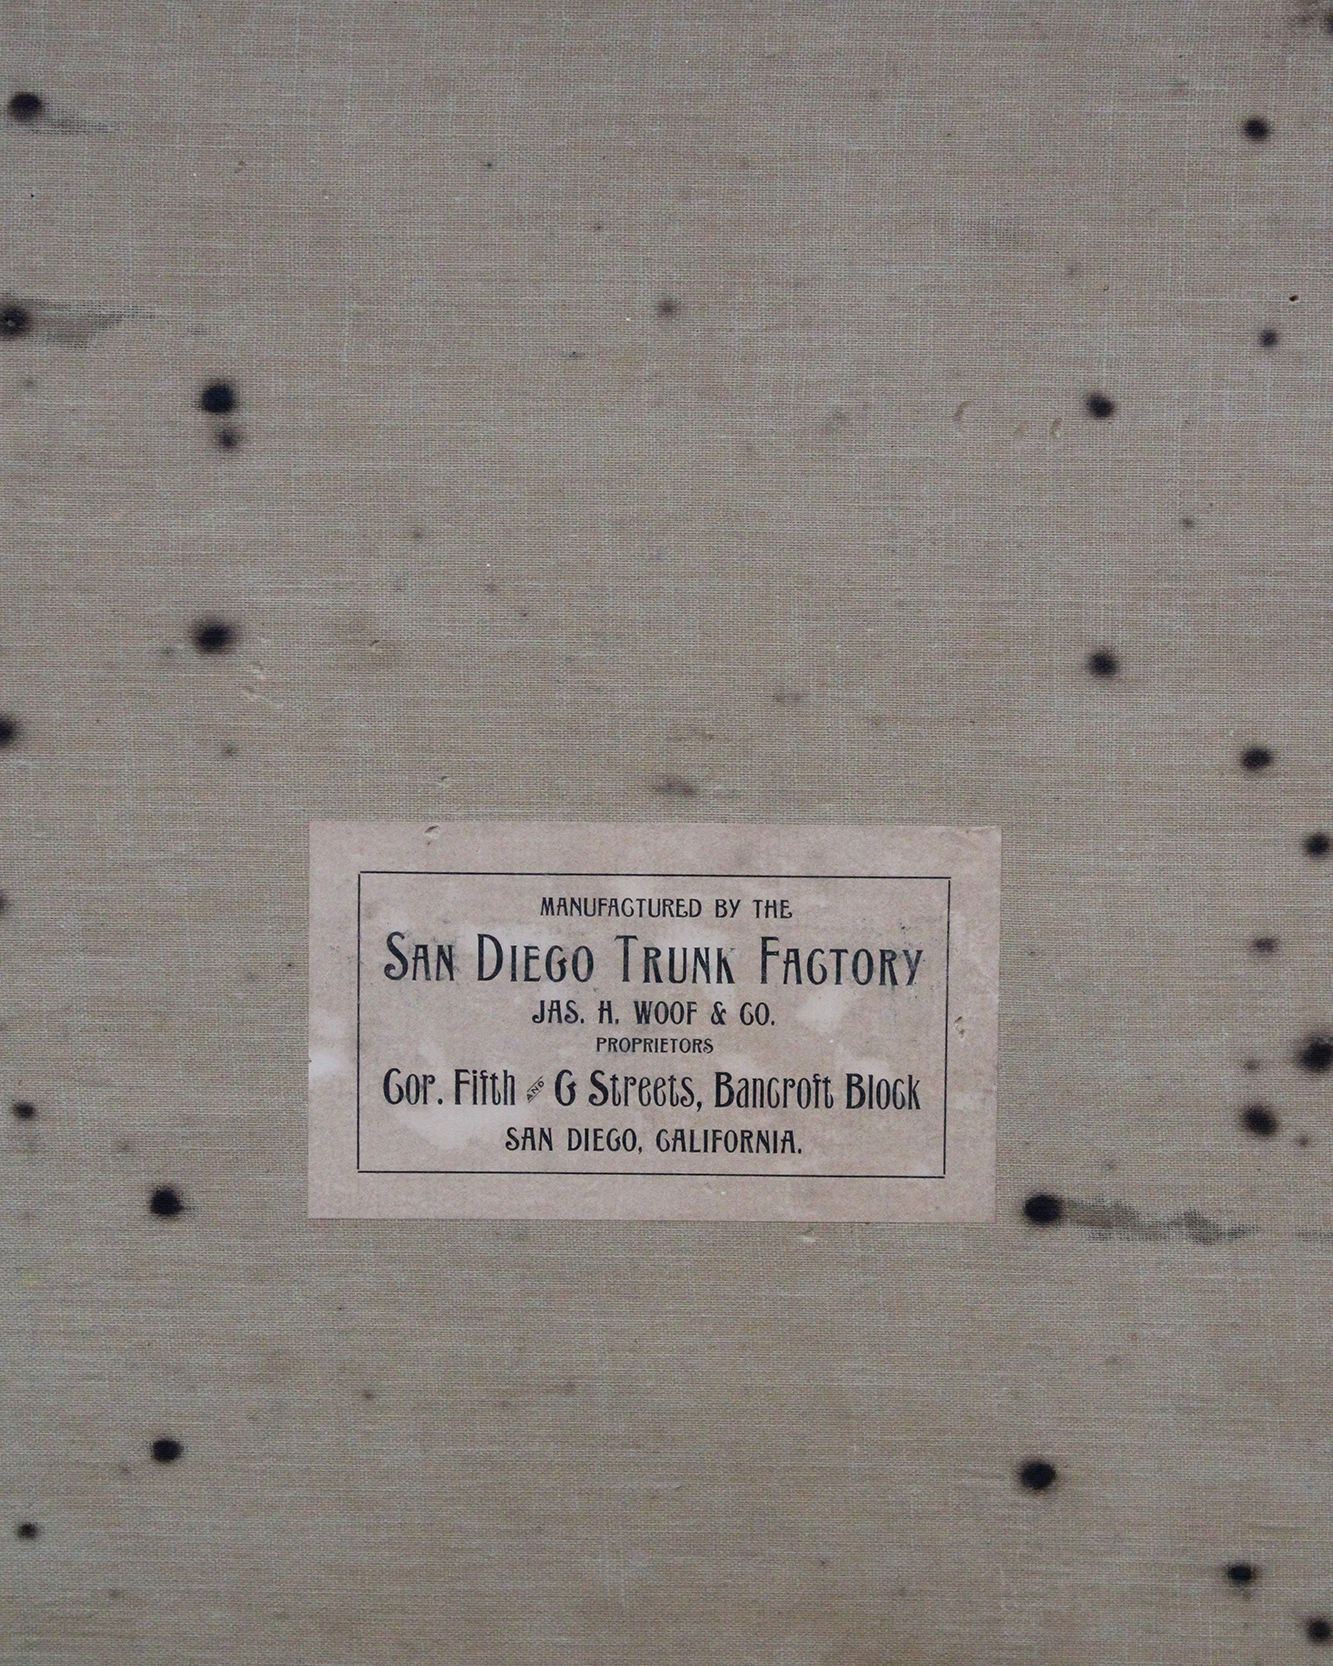 MANUFACTURED BY THE
SAN DIEGO TRUNK FACTORY
JAS. H. WOOF & CO.
PROPRIETORS
Cor. Fifth AND G Streets, Bancroft Block
SAN DIEGO, CALIFORNIA.